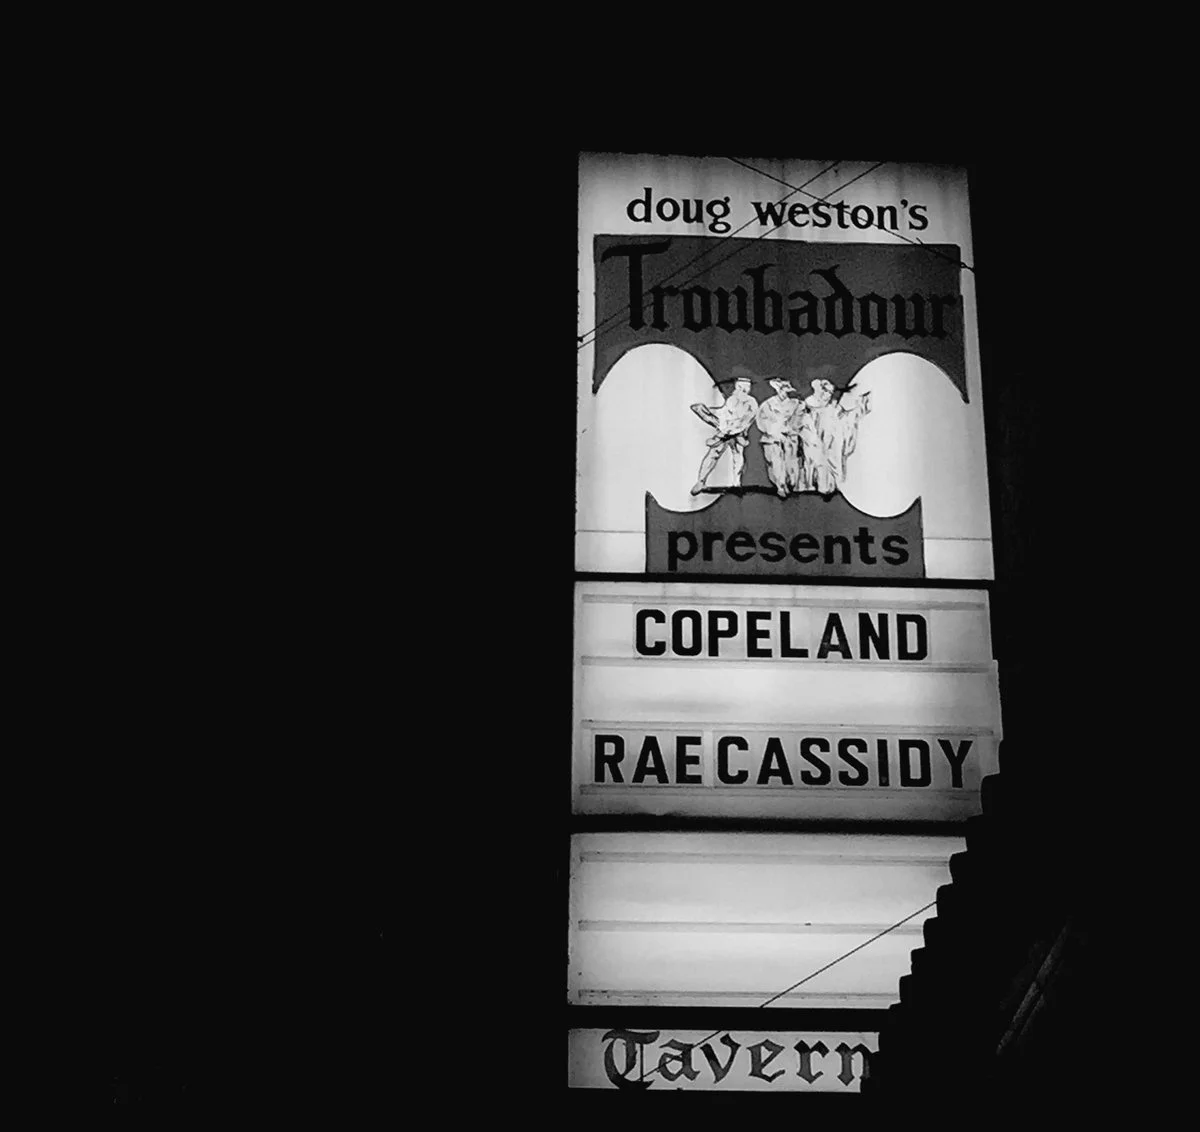 doug weston's
Troubadour
presents
COPELAND
RAE CASSIDY
Tavern